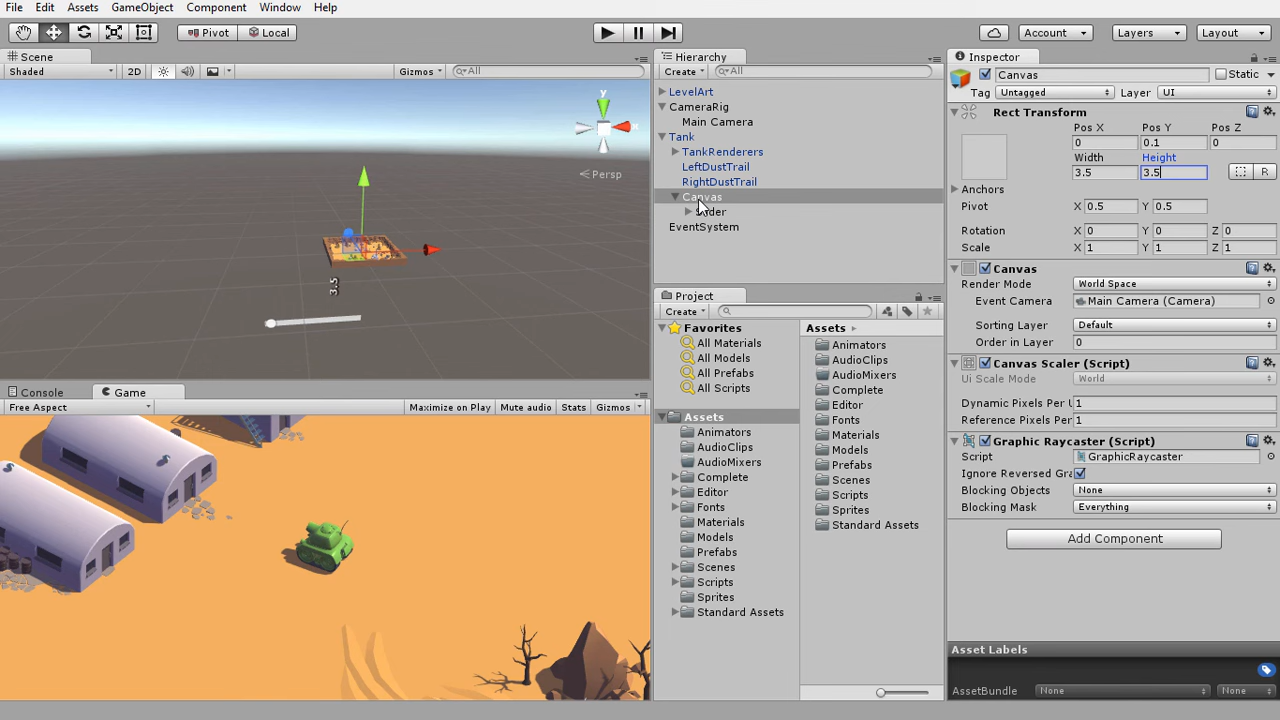 File Edit Assets GameObject Component Window Help
Pivot Local Account Layers Layout
Scene
Shaded 2D Gizmos All
y
x
Persp
3.5
Console Game
Free Aspect Maximize on Play Mute audio Stats Gizmos
Hierarchy
Create All
LevelArt
CameraRig
Main Camera
Tank
TankRenderers
LeftDustTrail
RightDustTrail
Canvas
Slider
EventSystem
Project
Create
Favorites
All Materials
All Models
All Prefabs
All Scripts
Assets
Animators
AudioClips
AudioMixers
Complete
Editor
Fonts
Materials
Models
Prefabs
Scenes
Scripts
Sprites
Standard Assets
Assets
Animators
AudioClips
AudioMixers
Complete
Editor
Fonts
Materials
Models
Prefabs
Scenes
Scripts
Sprites
Standard Assets
Inspector
Canvas Static
Tag Untagged Layer UI
Rect Transform
Pos X Pos Y Pos Z
0 0.1 0
Width Height
3.5 3.5 R
Anchors
Pivot X 0.5 Y 0.5
Rotation X 0 Y 0 Z 0
Scale X 1 Y 1 Z 1
Canvas
Render Mode World Space
Event Camera Main Camera (Camera)
Sorting Layer Default
Order in Layer 0
Canvas Scaler (Script)
Ui Scale Mode World
Dynamic Pixels Per U 1
Reference Pixels Per 1
Graphic Raycaster (Script)
Script GraphicRaycaster
Ignore Reversed Gra
Blocking Objects None
Blocking Mask Everything
Add Component
Asset Labels
AssetBundle None None